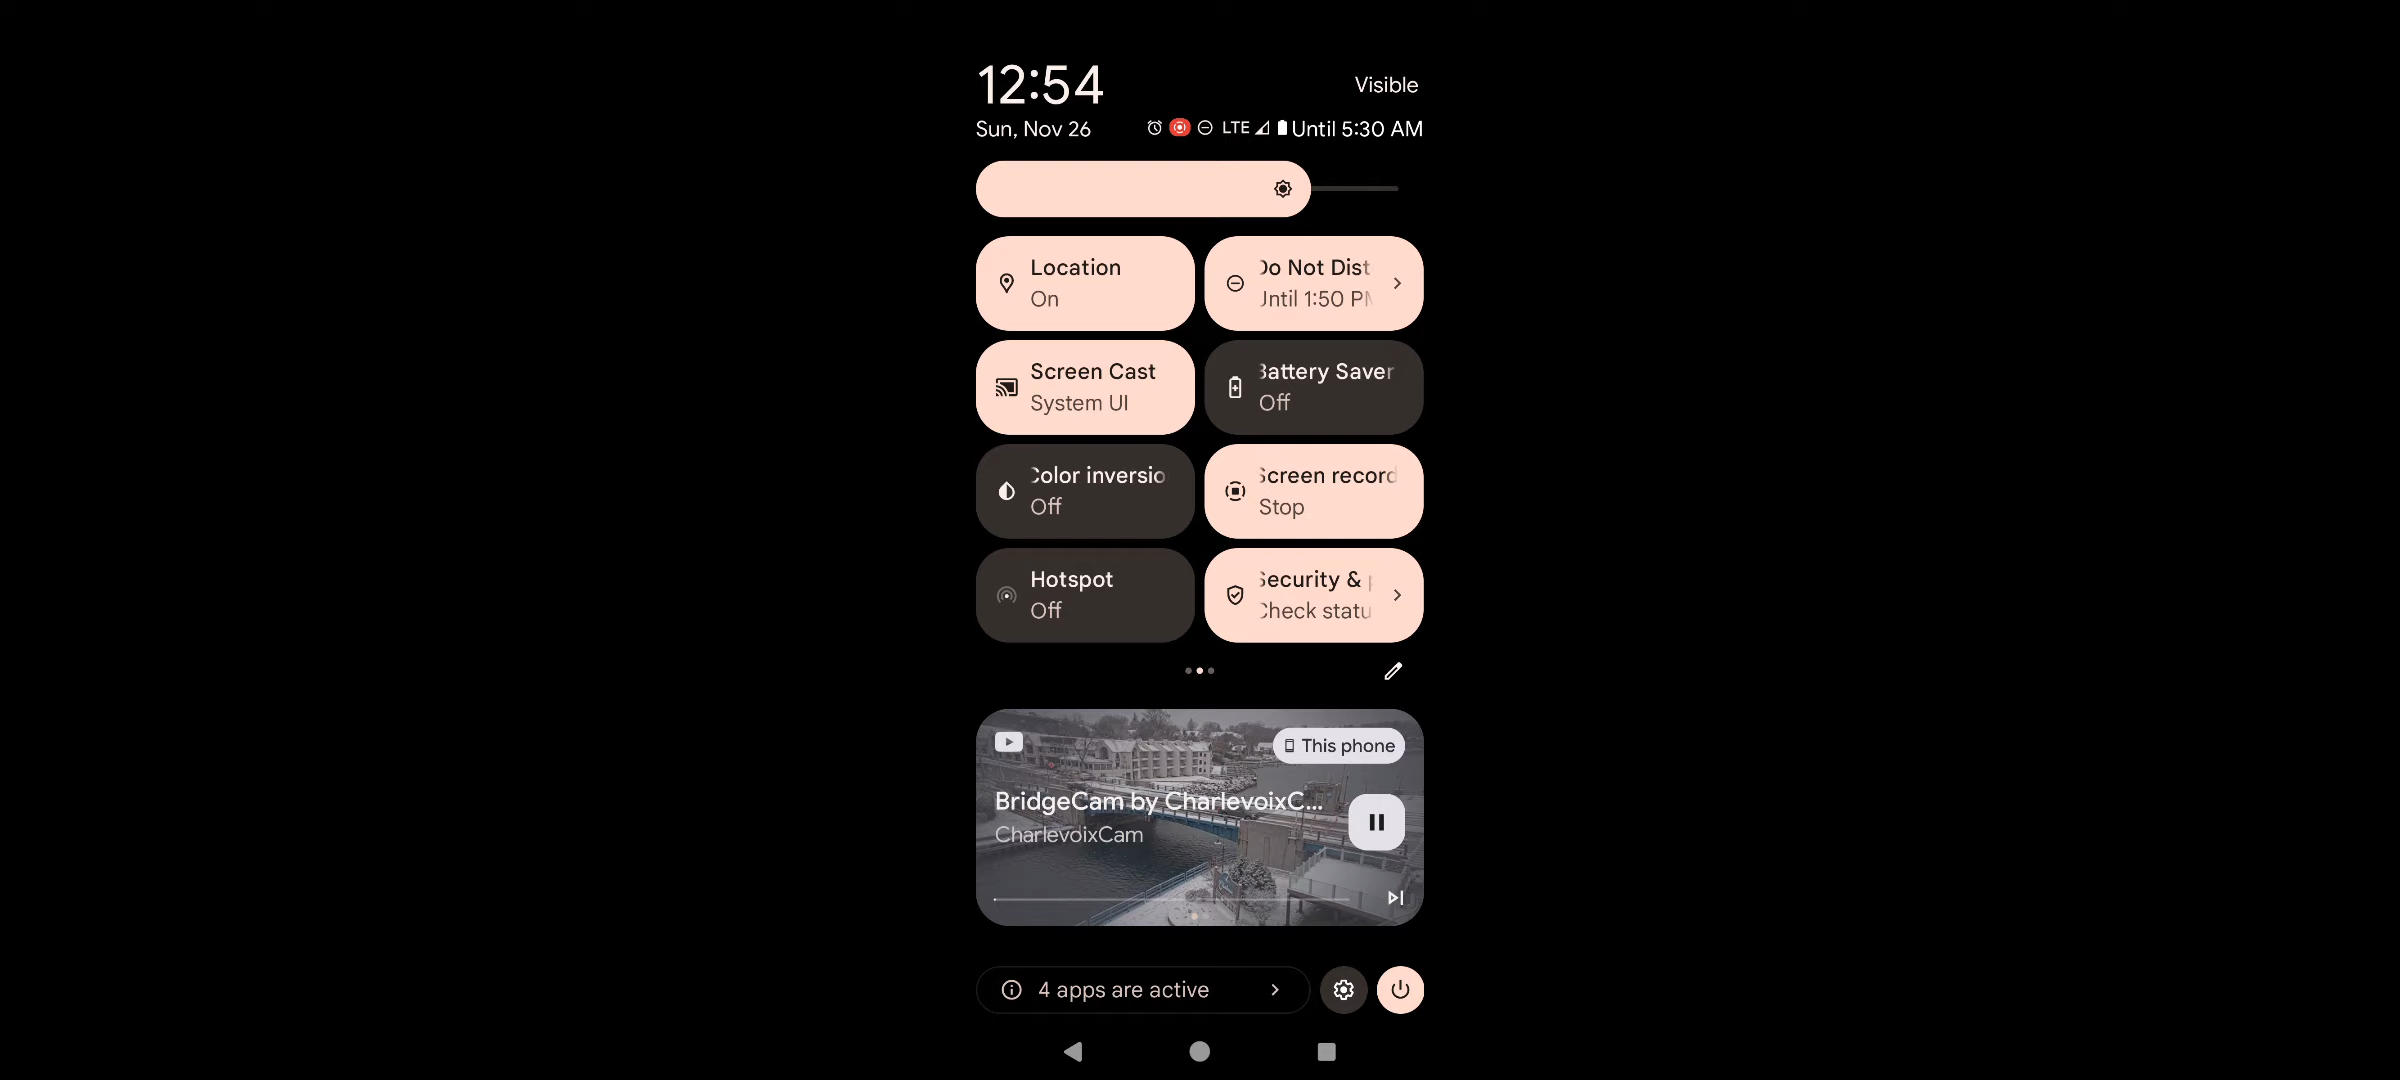 12:54
Visible
Sun, Nov 26
LTE
Until 5:30 AM
Location
On
Do Not Dist
Until 1:50 PM
Screen Cast
System UI
Battery Saver
Off
Color inversio
Off
Screen record
Stop
Hotspot
Off
Security &
Check statu
This phone
BridgeCam by CharlevoixC...
CharlevoixCam
4 apps are active